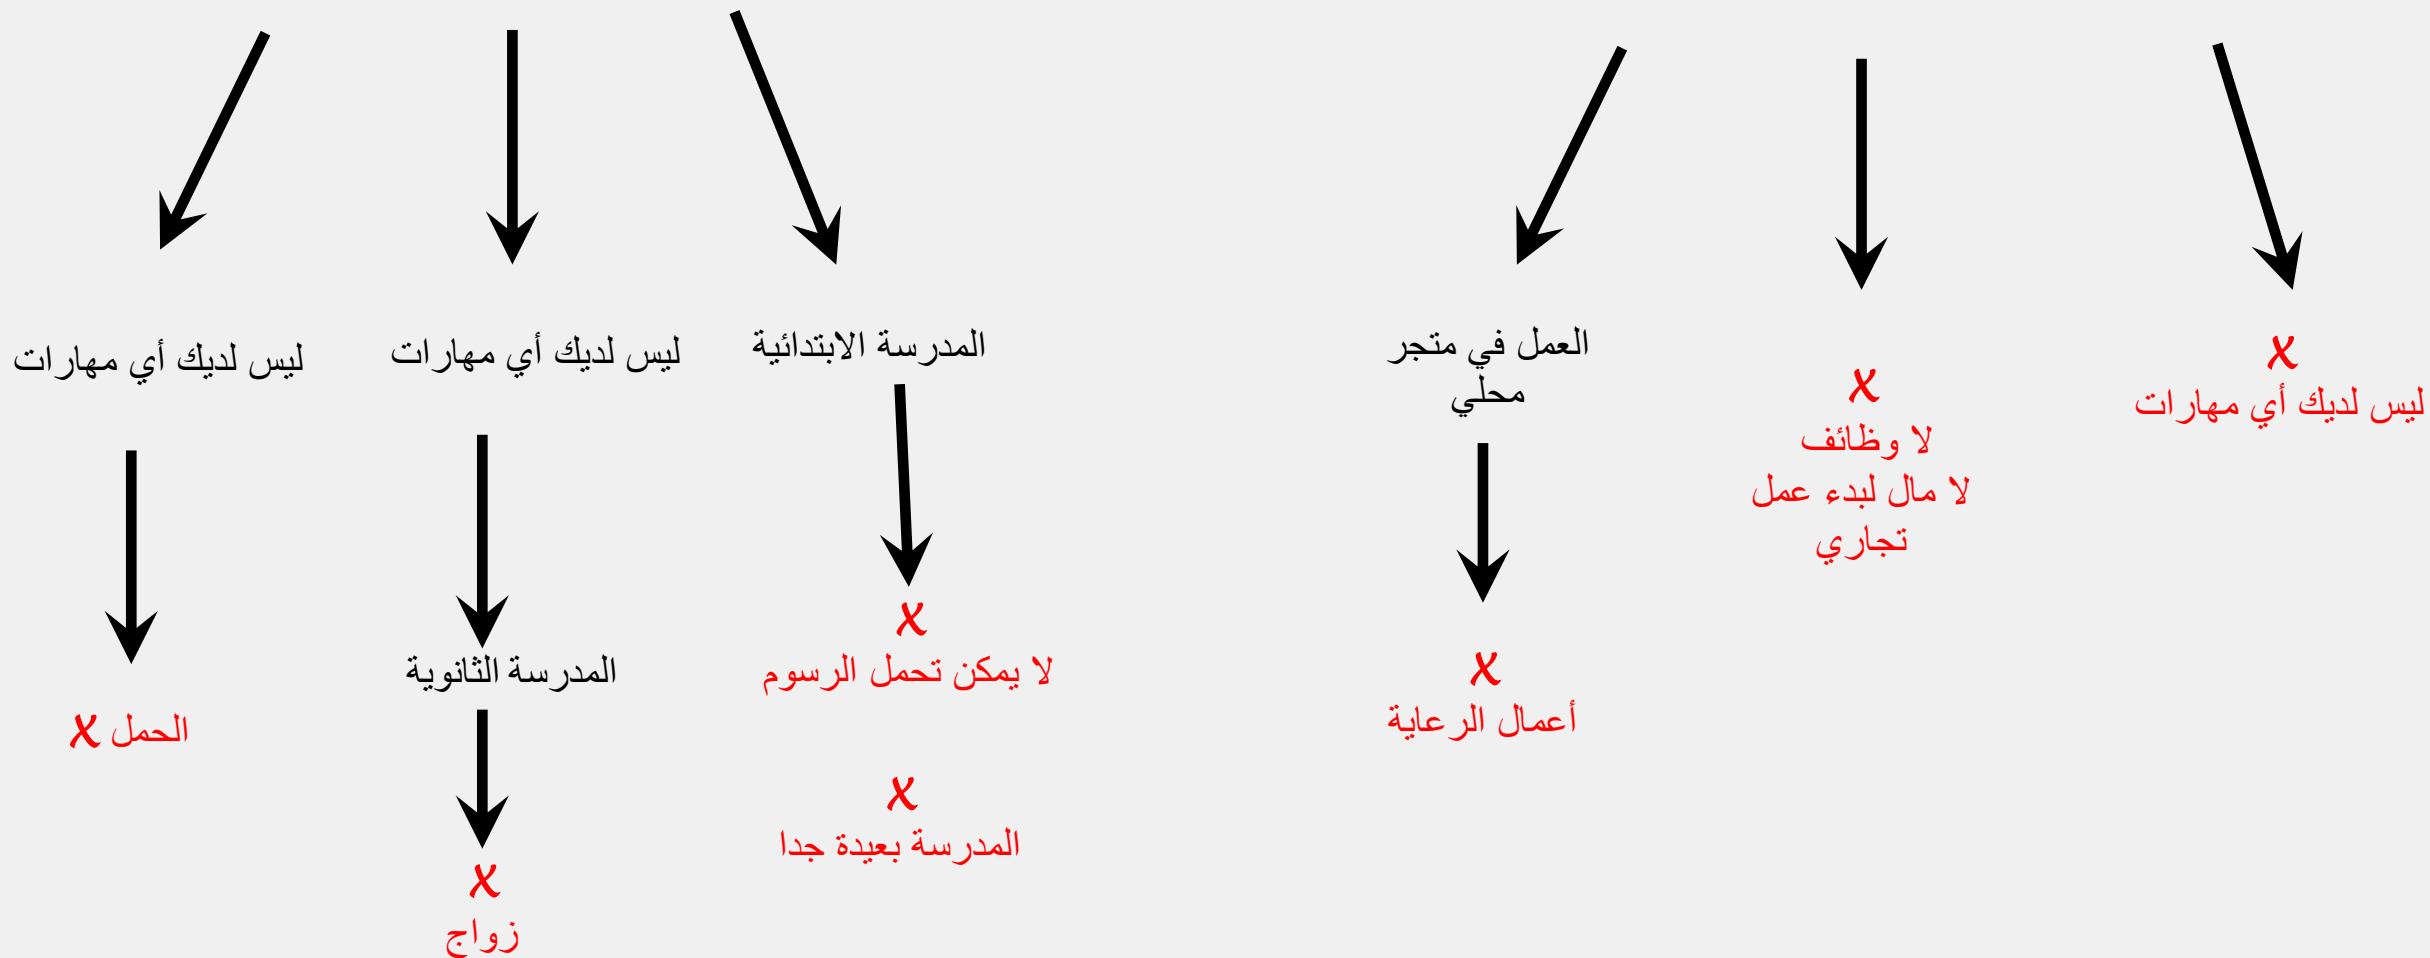 ليس لديك أي مهارات
x
الحمل x
ليس لديك أي مهارات
المدرسة الثانوية
x
زواج
المدرسة الابتدائية
x
لا يمكن تحمل الرسوم
x
المدرسة بعيدة جدا
العمل في متجر
محلي
x
أعمال الرعاية
x
لا وظائف
لا مال لبدء عمل
تجاري
x
ليس لديك أي مهارات